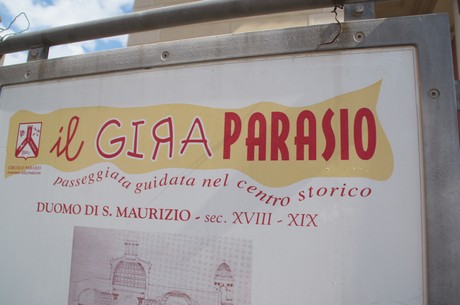 il GIRA PARASIO
passeggiata guidata nel centro storico
DUOMO DI S. MAURIZIO - sec. XVIII - XIX